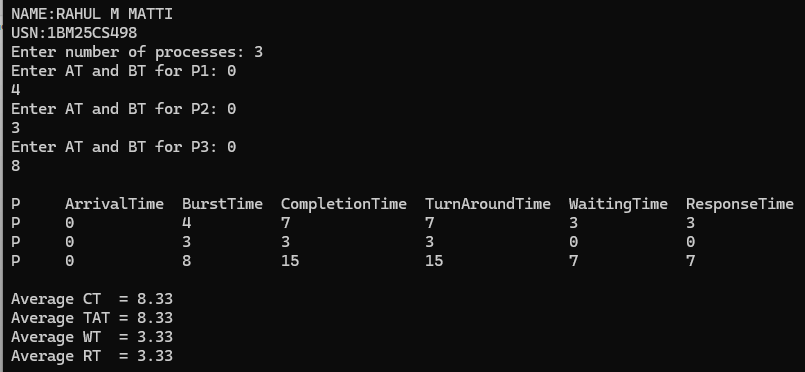 NAME:RAHUL M MATTI
USN:1BM25CS498
Enter number of processes: 3
Enter AT and BT for P1: 0
4
Enter AT and BT for P2: 0
3
Enter AT and BT for P3: 0
8
P ArrivalTime BurstTime CompletionTime TurnAroundTime WaitingTime ResponseTime
P 0 4 7 7 3 3
P 0 3 3 3 0 0
P 0 8 15 15 7 7
Average CT = 8.33
Average TAT = 8.33
Average WT = 3.33
Average RT = 3.33